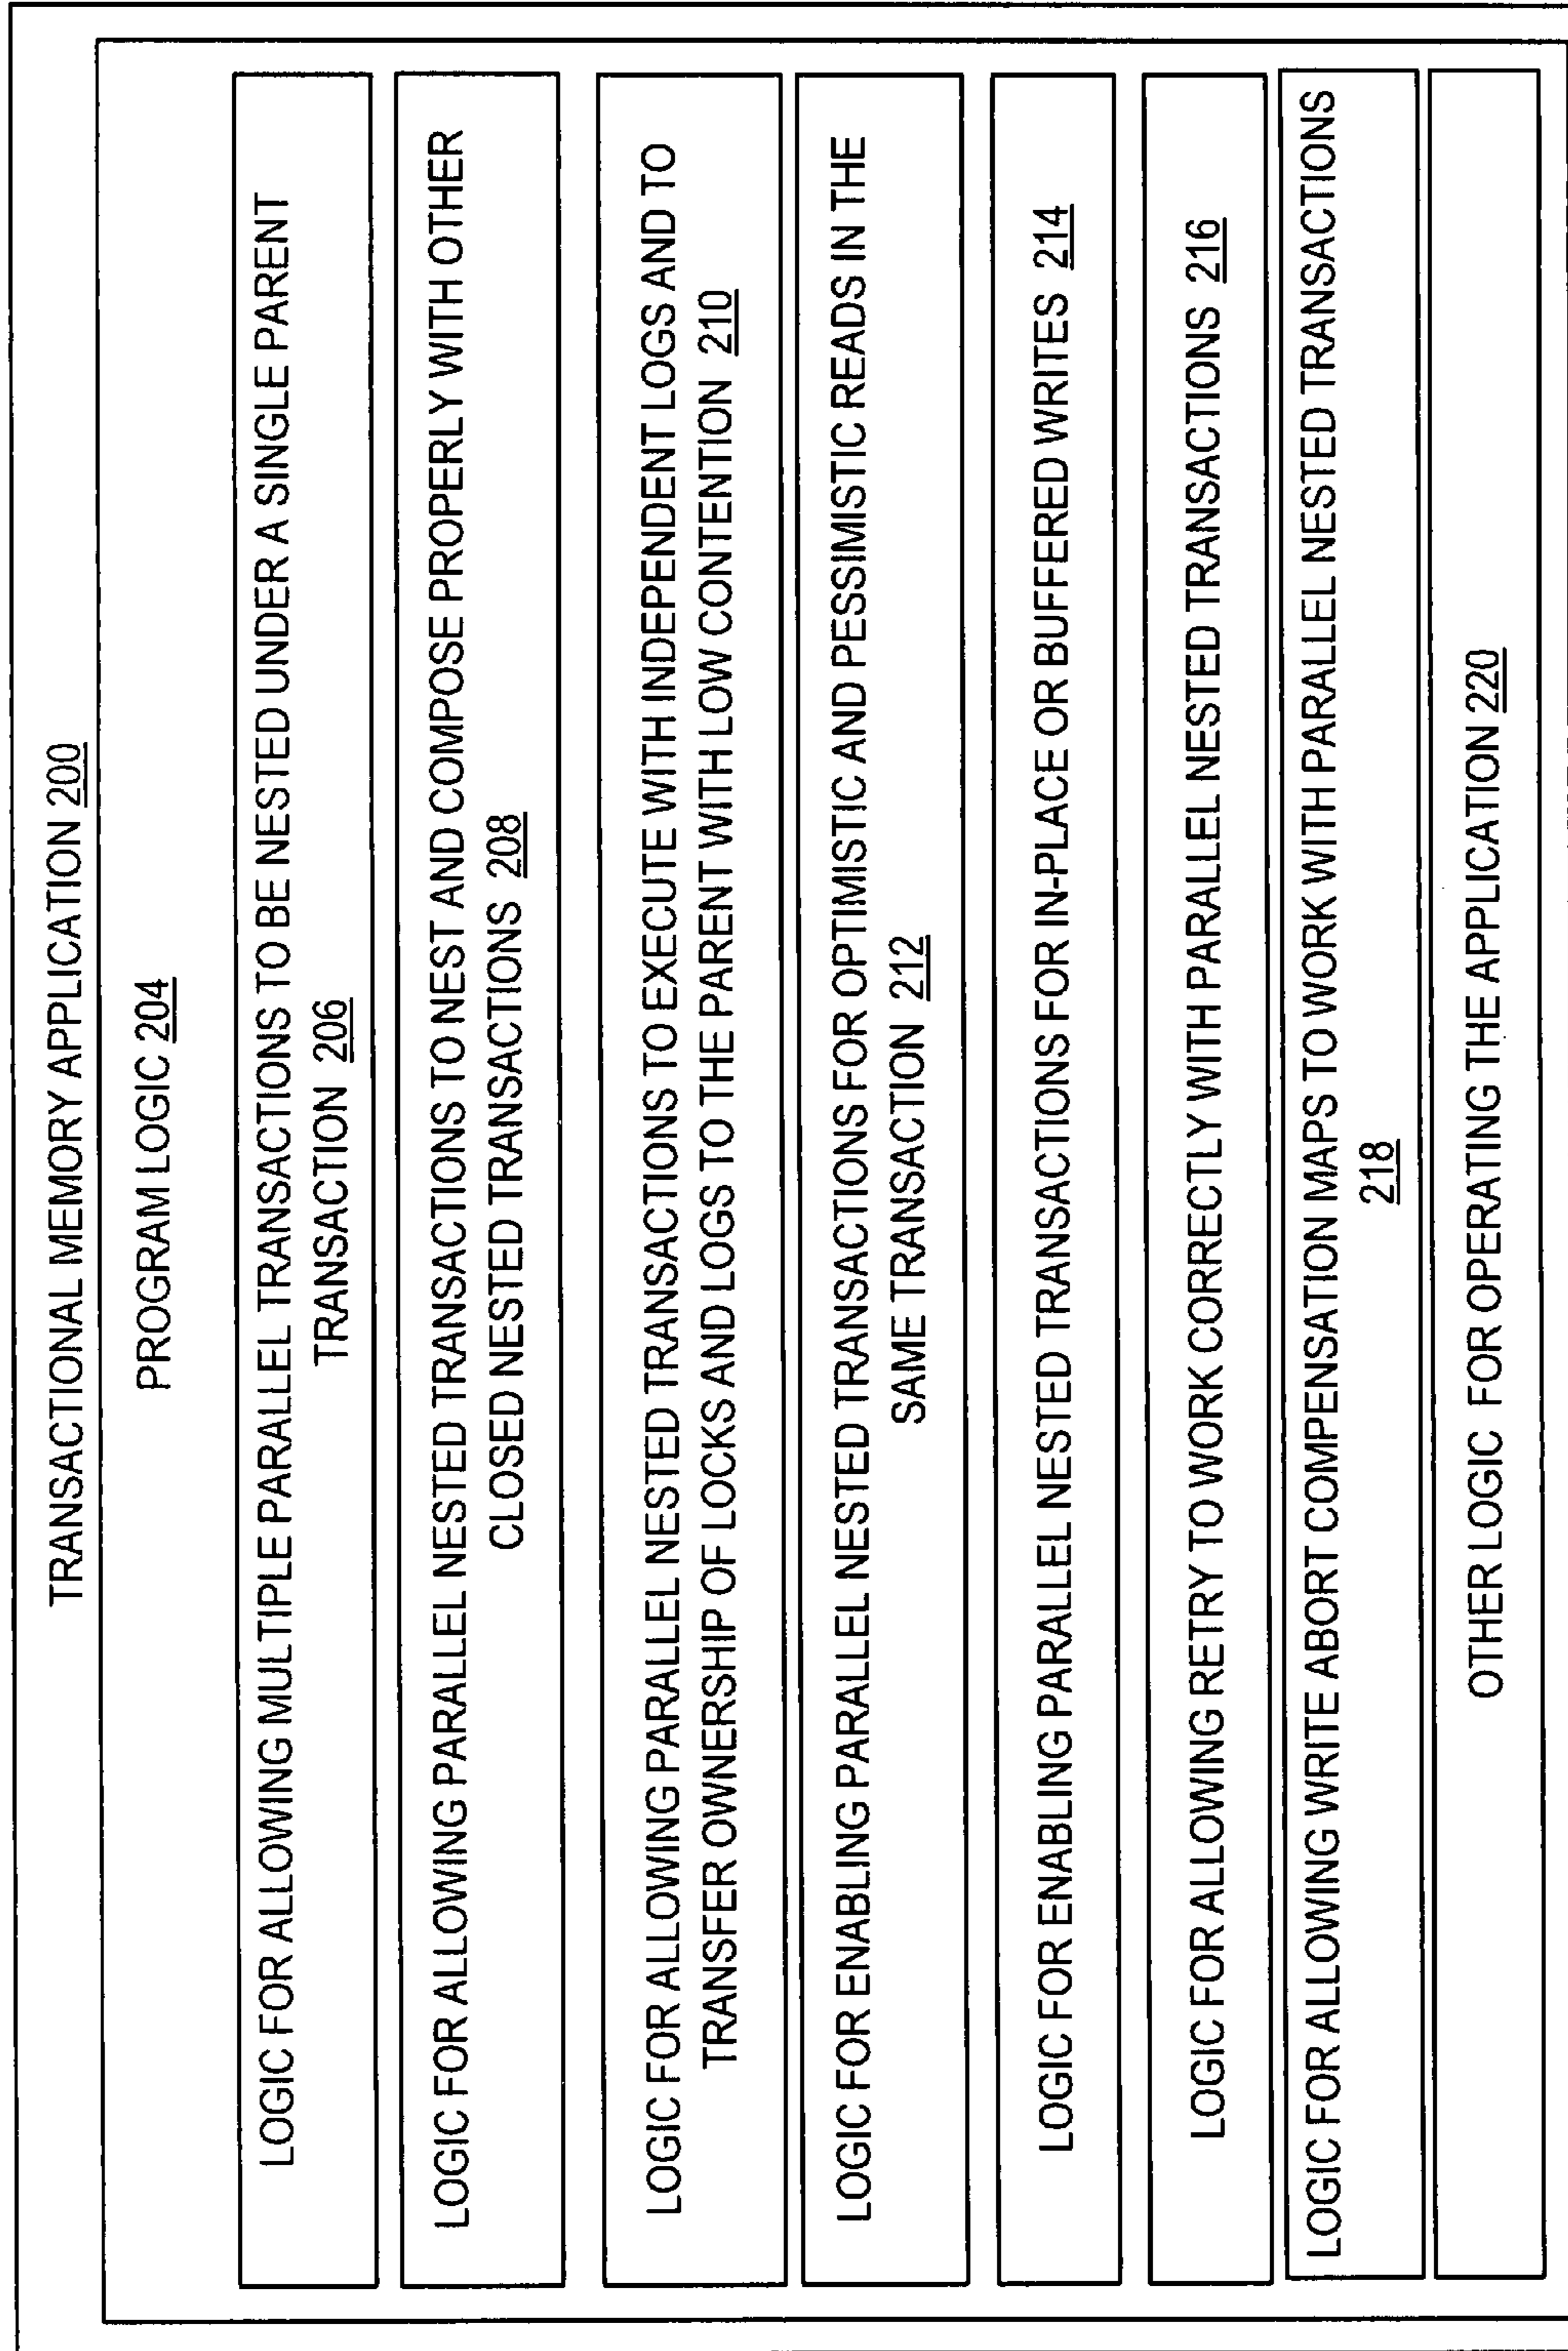 TRANSACTIONAL MEMORY APPLICATION 200
PROGRAM LOGIC 204
LOGIC FOR ALLOWING MULTIPLE PARALLEL TRANSACTIONS TO BE NESTED UNDER A SINGLE PARENT
TRANSACTION 206
LOGIC FOR ALLOWING PARALLEL NESTED TRANSACTIONS TO NEST AND COMPOSE PROPERLY WITH OTHER
CLOSED NESTED TRANSACTIONS 208
LOGIC FOR ALLOWING PARALLEL NESTED TRANSACTIONS TO EXECUTE WITH INDEPENDENT LOGS AND TO
TRANSFER OWNERSHIP OF LOCKS AND LOGS TO THE PARENT WITH LOW CONTENTION 210
LOGIC FOR ENABLING PARALLEL NESTED TRANSACTIONS FOR OPTIMISTIC AND PESSIMISTIC READS IN THE
SAME TRANSACTION 212
LOGIC FOR ENABLING PARALLEL NESTED TRANSACTIONS FOR IN-PLACE OR BUFFERED WRITES 214
LOGIC FOR ALLOWING RETRY TO WORK CORRECTLY WITH PARALLEL NESTED TRANSACTIONS 216
LOGIC FOR ALLOWING WRITE ABORT COMPENSATION MAPS TO WORK WITH PARALLEL NESTED TRANSACTIONS
218
OTHER LOGIC FOR OPERATING THE APPLICATION 220